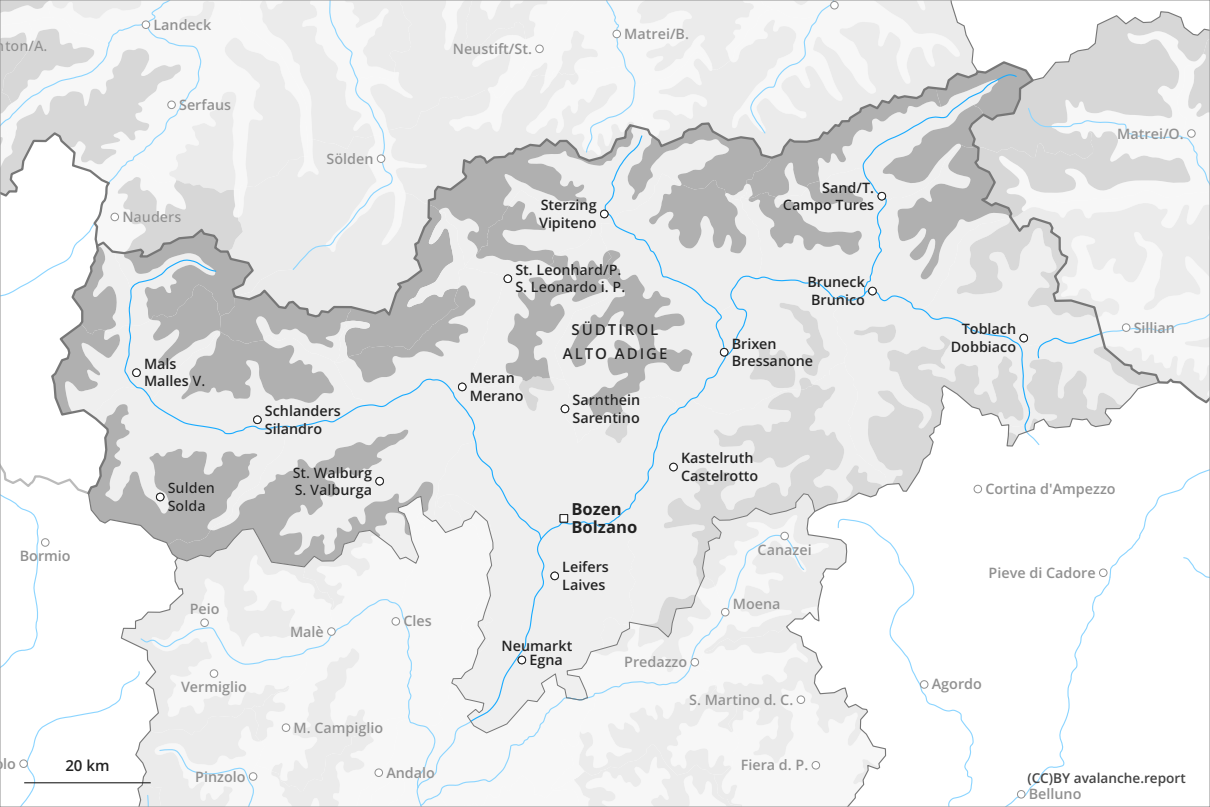 Landeck
Matrei/B.
nton/A.
Neustift/St.
Serfaus
Matrei/O.
Sölden
Sand/T.
Campo Tures
Sterzing
Vipiteno
Nauders
St. Leonhard/P.
S. Leonardo i. P.
Bruneck
Brunico
SÜDTIROL
ALTO ADIGE
Toblach
Dobbiaco
Sillian
Brixen
Bressanone
Mals
Malles V.
Meran
Merano
Sarnthein
Sarentino
Schlanders
Silandro
Kastelruth
Castelrotto
St. Walburg
S. Valburga
Sulden
Solda
Cortina d'Ampezzo
Bozen
Bolzano
Bormio
Canazei
Leifers
Laives
Pieve di Cadore
Peio
Moena
Malè
Cles
Neumarkt
Egna
Predazzo
Vermiglio
Agordo
S. Martino d. C.
M. Campiglio
Fiera d. P.
olo
20 km
Pinzolo
Andalo
(CC)BY avalanche.report
Belluno